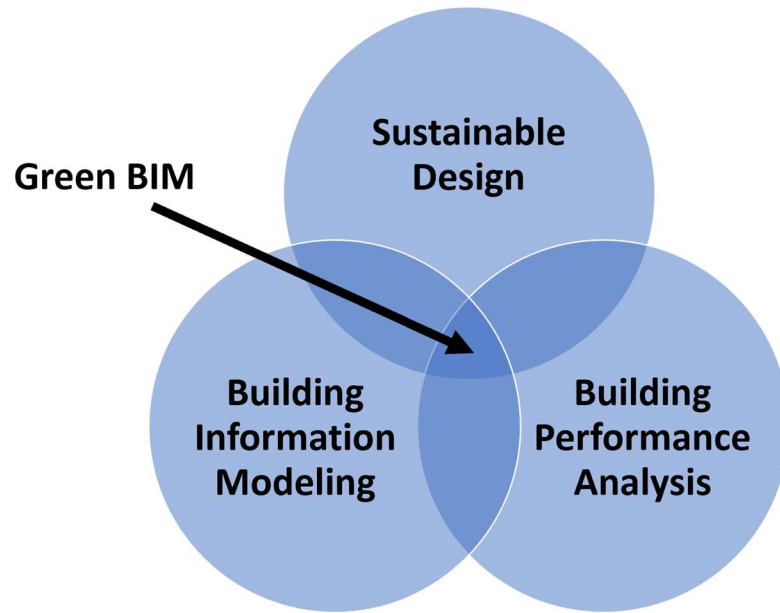 Sustainable
Design
Green BIM
Building
Information
Modeling
Building
Performance
Analysis